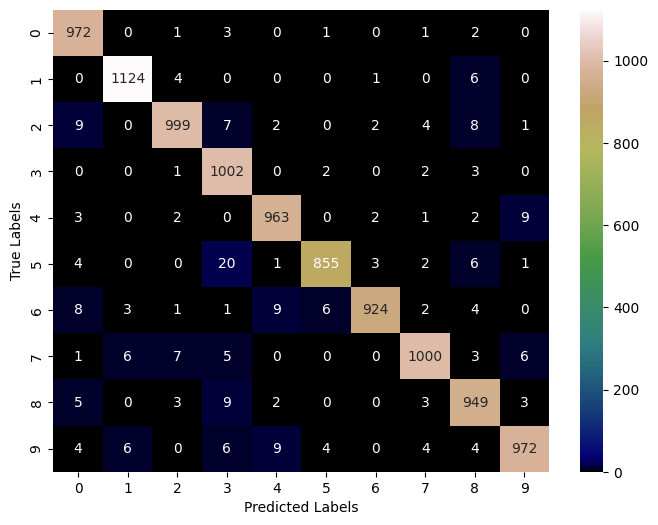 0 972 0 1 3 0 1 0 1 2 0
1 0 1124 4 0 0 0 1 0 6 0
2 9 0 999 7 2 0 2 4 8 1
3 0 0 1 1002 0 2 0 2 3 0
4 3 0 2 0 963 0 2 1 2 9
5 4 0 0 20 1 855 3 2 6 1
6 8 3 1 1 9 6 924 2 4 0
7 1 6 7 5 0 0 0 1000 3 6
8 5 0 3 9 2 0 0 3 949 3
9 4 6 0 6 9 4 0 4 4 972
0 1 2 3 4 5 6 7 8 9
True Labels
Predicted Labels
1000
800
600
400
200
0